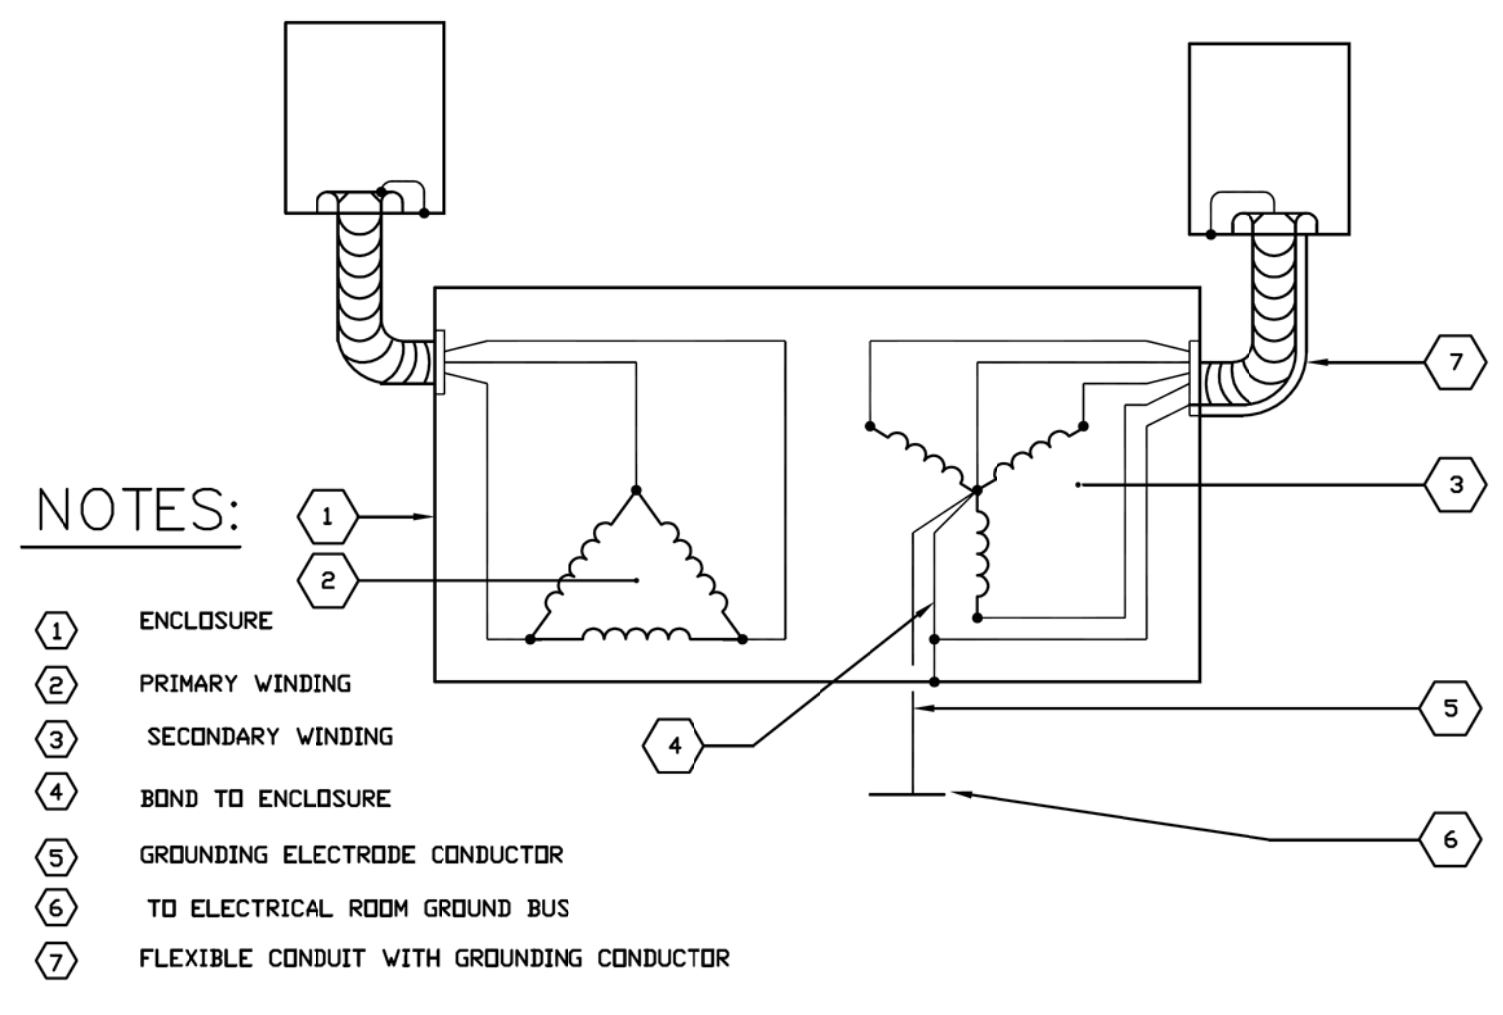 7
3
NOTES:
1
2
1 ENCLOSURE
2 PRIMARY WINDING
3 SECONDARY WINDING
4 BOND TO ENCLOSURE
5 GROUNDING ELECTRODE CONDUCTOR
6 TO ELECTRICAL ROOM GROUND BUS
7 FLEXIBLE CONDUIT WITH GROUNDING CONDUCTOR
4
5
6